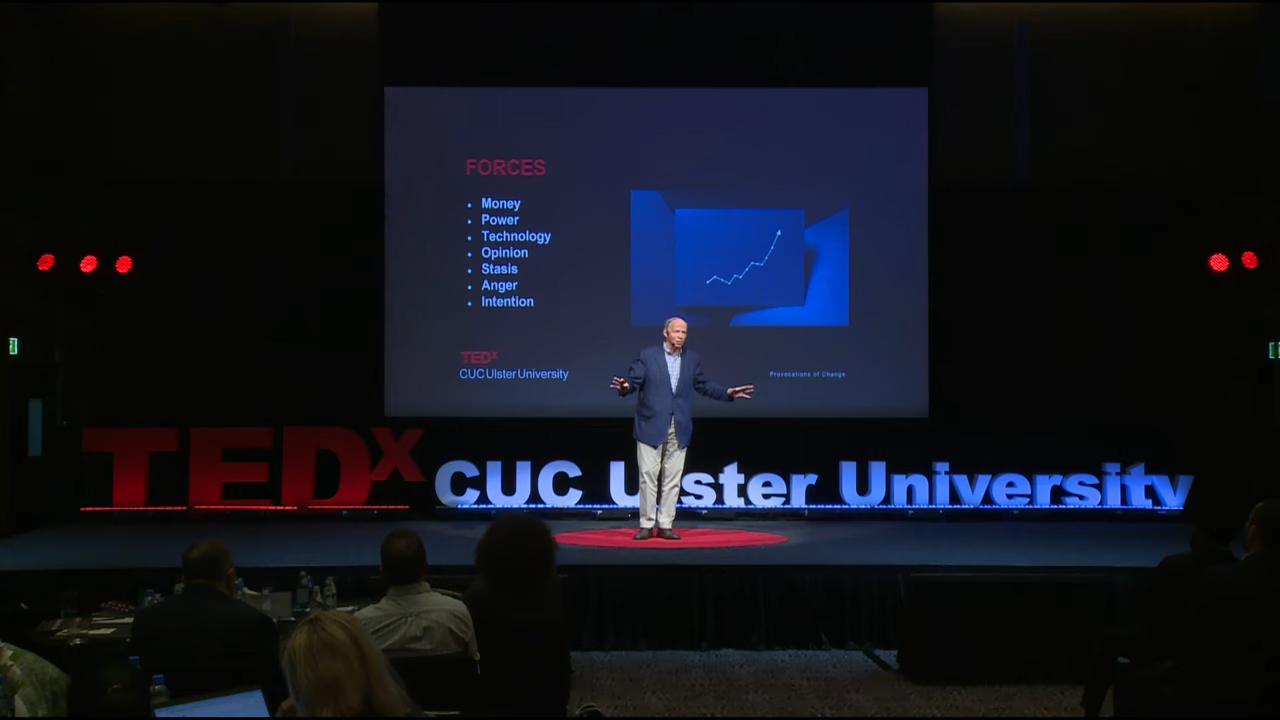 FORCES
• Money
• Power
• Technology
• Opinion
• Stasis
• Anger
• Intention
TEDx
CUC Ulster University
Provocations of Change
TEDx CUC Ulster University